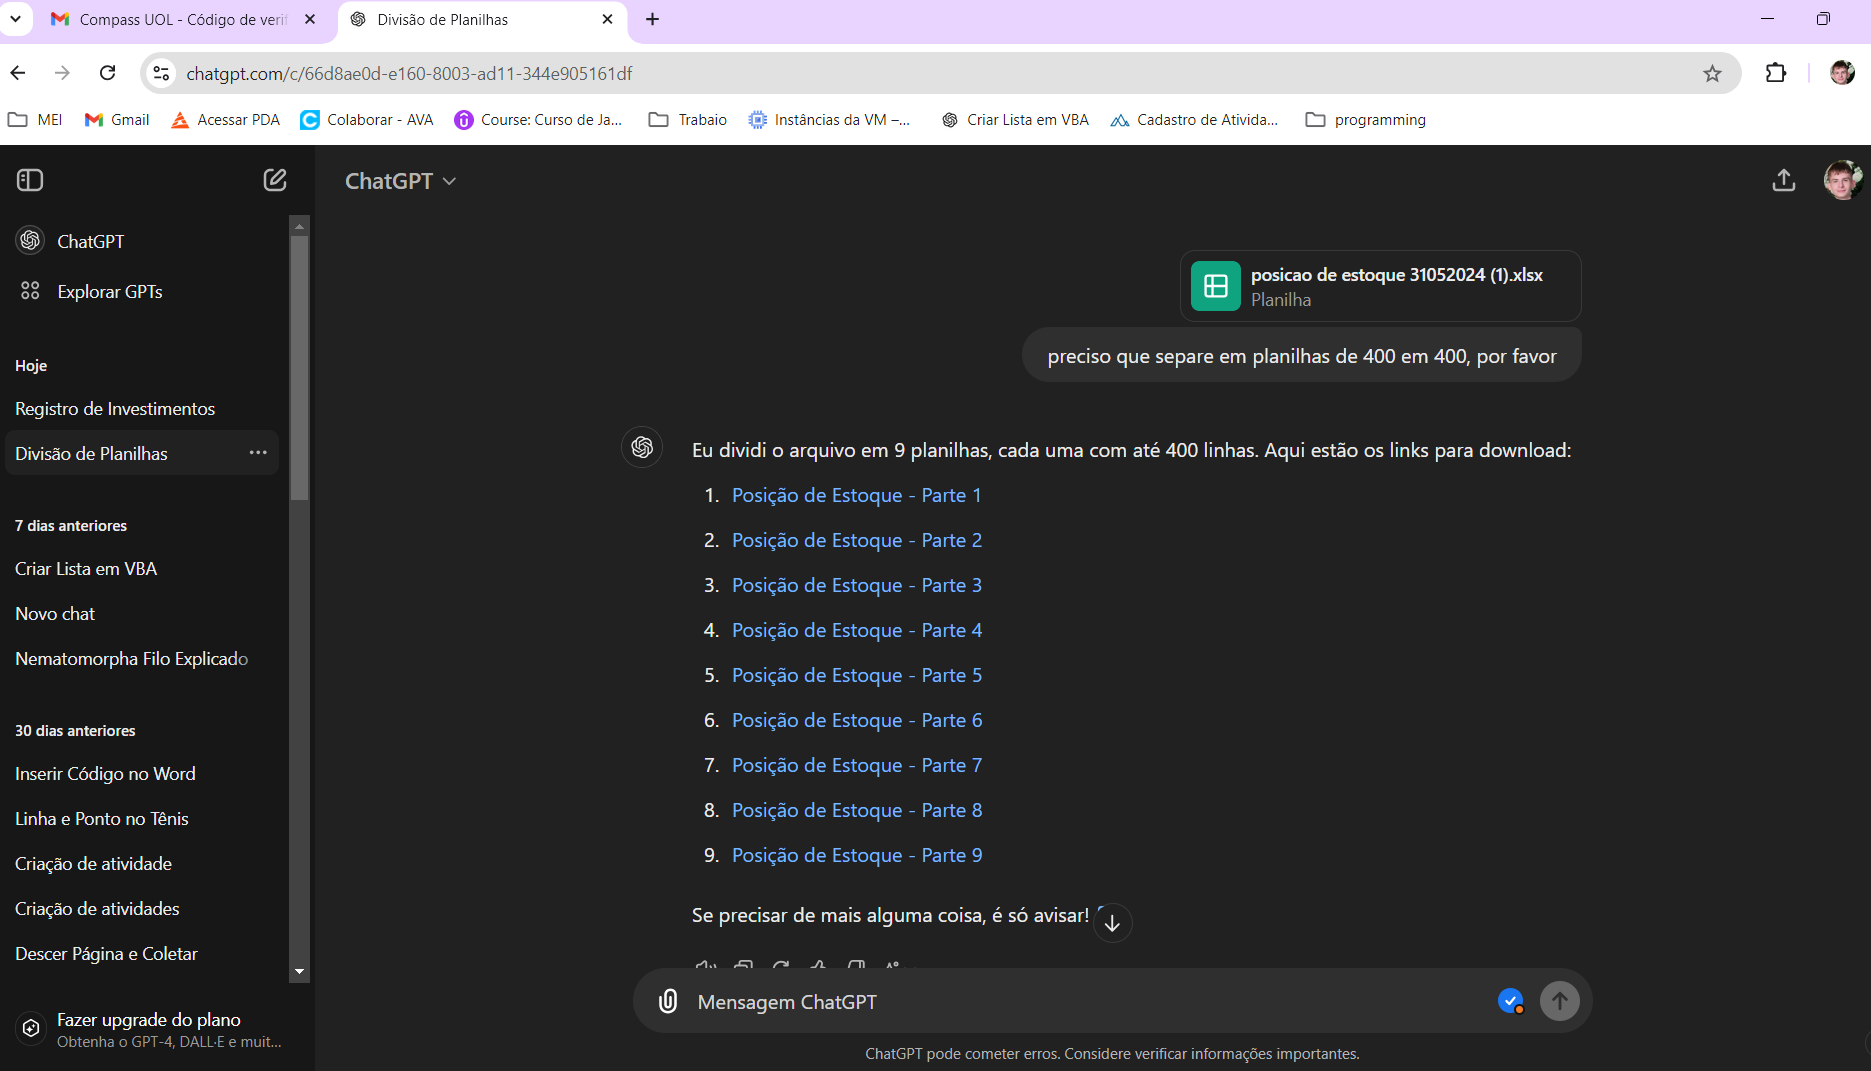 Compass UOL - Código de verif
Divisão de Planilhas
chatgpt.com/c/66d8ae0d-e160-8003-ad11-344e905161df
MEI
Gmail
Acessar PDA
Colaborar - AVA
Course: Curso de Ja...
Trabaio
Instâncias da VM –...
Criar Lista em VBA
Cadastro de Ativida...
programming
ChatGPT
Explorar GPTs
Hoje
Registro de Investimentos
Divisão de Planilhas
7 dias anteriores
Criar Lista em VBA
Novo chat
Nematomorpha Filo Explicado
30 dias anteriores
Inserir Código no Word
Linha e Ponto no Tênis
Criação de atividade
Criação de atividades
Descer Página e Coletar
Fazer upgrade do plano
Obtenha o GPT-4, DALL·E e muit...
ChatGPT
posicao de estoque 31052024 (1).xlsx
Planilha
preciso que separe em planilhas de 400 em 400, por favor
Eu dividi o arquivo em 9 planilhas, cada uma com até 400 linhas. Aqui estão os links para download:
1. Posição de Estoque - Parte 1
2. Posição de Estoque - Parte 2
3. Posição de Estoque - Parte 3
4. Posição de Estoque - Parte 4
5. Posição de Estoque - Parte 5
6. Posição de Estoque - Parte 6
7. Posição de Estoque - Parte 7
8. Posição de Estoque - Parte 8
9. Posição de Estoque - Parte 9
Se precisar de mais alguma coisa, é só avisar!
Mensagem ChatGPT
ChatGPT pode cometer erros. Considere verificar informações importantes.